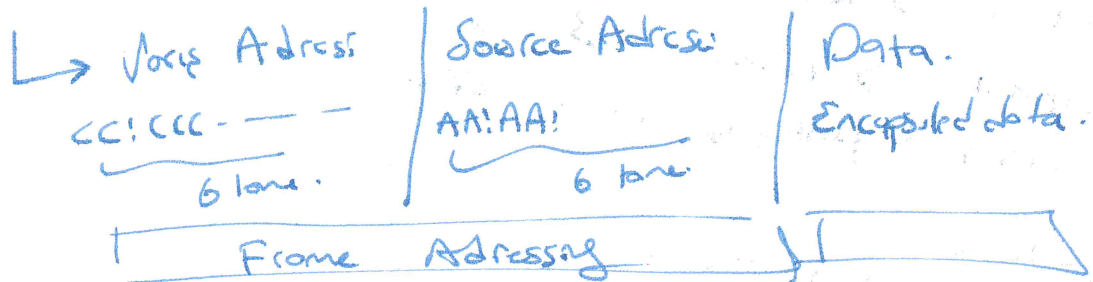 Varış Adresi
Source Adresi
Data.
CC:CCC - — —
AA:AA:
Encapsuled data.
6 tane.
6 tane.
Frame Adressing